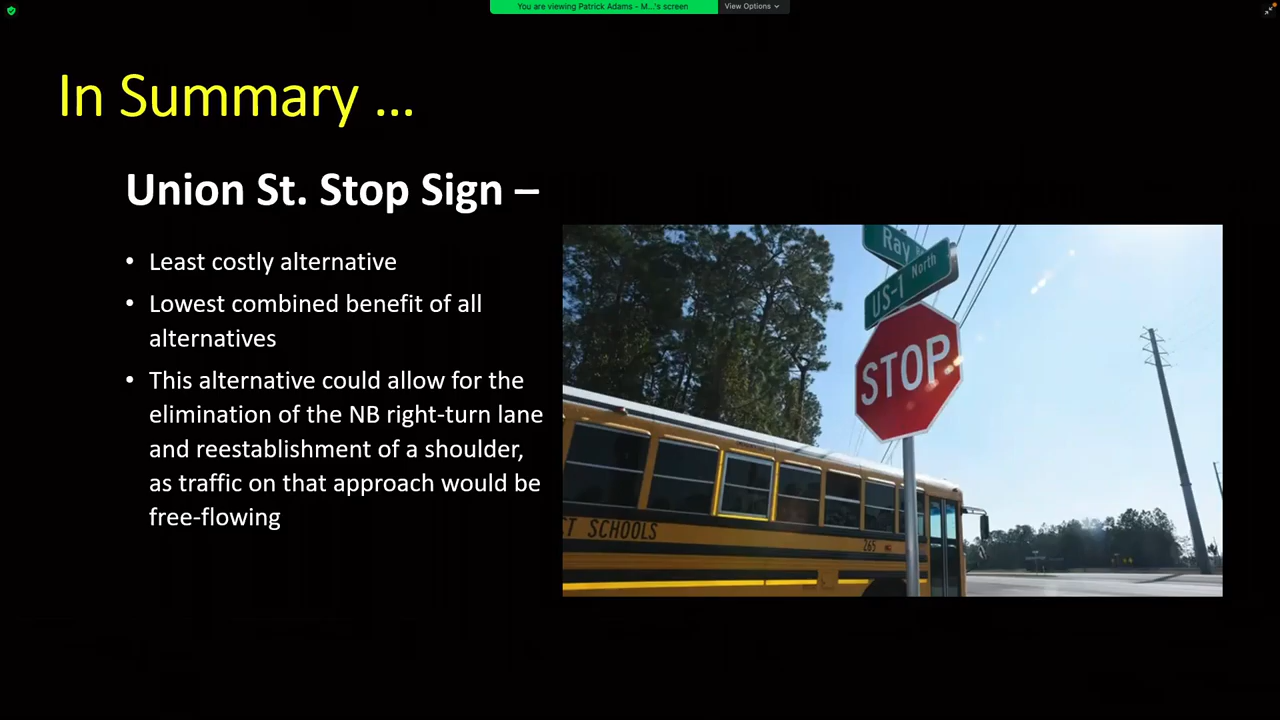 You are viewing Patrick Adams - M...'s screen
View Options
In Summary ...
Union St. Stop Sign –
• Least costly alternative
• Lowest combined benefit of all
alternatives
• This alternative could allow for the
elimination of the NB right-turn lane
and reestablishment of a shoulder,
as traffic on that approach would be
free-flowing
Ray
US-1 North
STOP
T SCHOOLS
265